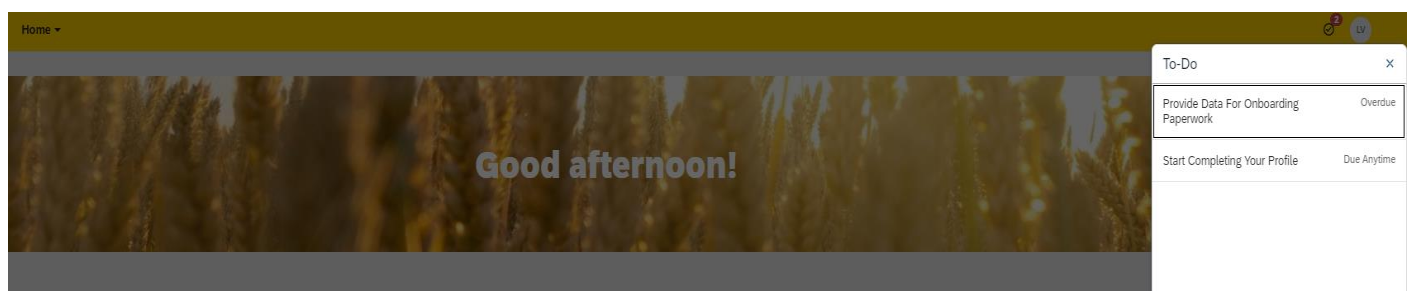 Home
2
LV
To-Do
Provide Data For Onboarding Paperwork
Overdue
Start Completing Your Profile
Due Anytime
Good afternoon!